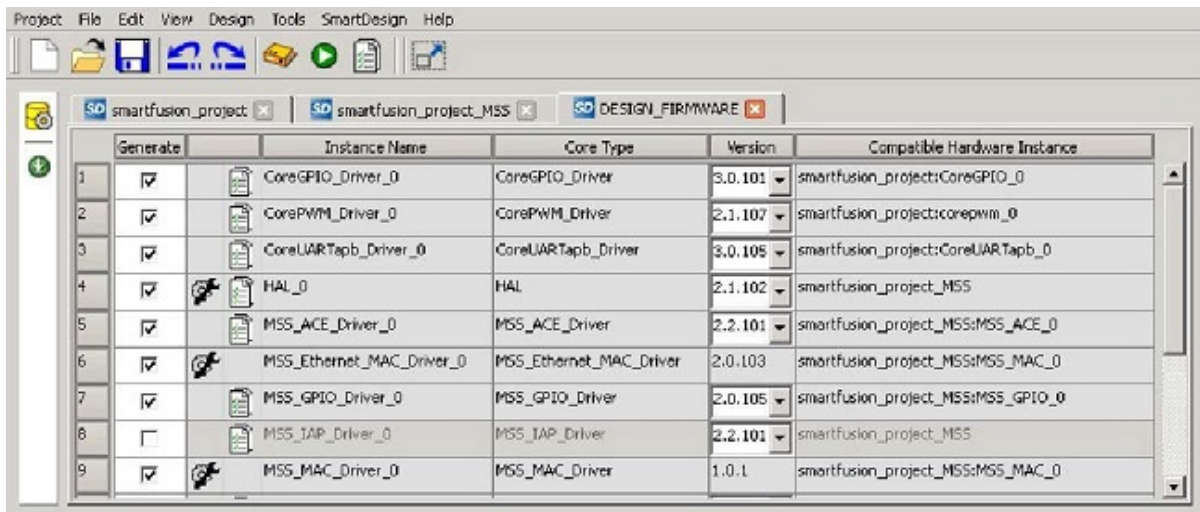 Project File Edit View Design Tools SmartDesign Help
SD smartfusion_project SD smartfusion_project_MSS SD DESIGN_FIRMWARE
Generate Instance Name Core Type Version Compatible Hardware Instance
1 CoreGPIO_Driver_0 CoreGPIO_Driver 3.0.101 smartfusion_project:CoreGPIO_0
2 CorePWM_Driver_0 CorePWM_Driver 2.1.107 smartfusion_project:corepwm_0
3 CoreUARTapb_Driver_0 CoreUARTapb_Driver 3.0.105 smartfusion_project:CoreUARTapb_0
4 HAL_0 HAL 2.1.102 smartfusion_project_MSS
5 MSS_ACE_Driver_0 MSS_ACE_Driver 2.2.101 smartfusion_project_MSS:MSS_ACE_0
6 MSS_Ethernet_MAC_Driver_0 MSS_Ethernet_MAC_Driver 2.0.103 smartfusion_project_MSS:MSS_MAC_0
7 MSS_GPIO_Driver_0 MSS_GPIO_Driver 2.0.105 smartfusion_project_MSS:MSS_GPIO_0
8 MSS_IAP_Driver_0 MSS_IAP_Driver 2.2.101 smartfusion_project_MSS
9 MSS_MAC_Driver_0 MSS_MAC_Driver 1.0.1 smartfusion_project_MSS:MSS_MAC_0